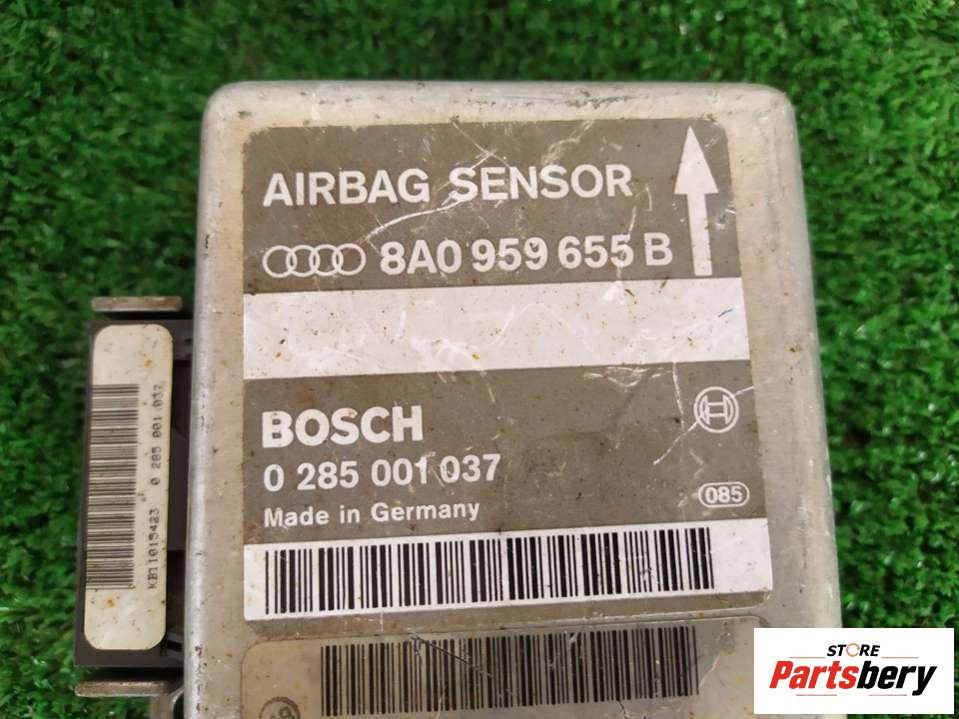 AIRBAG SENSOR
8A0 959 655 B
BOSCH
0 285 001 037
085
Made in Germany
KB11015423 0 285 001 037
STORE
Partsbery